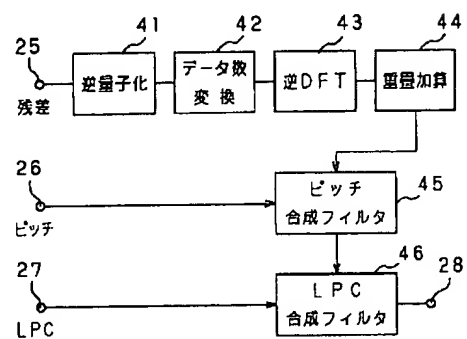 41
42
43
44
25
逆量子化
データ数
変換
逆DFT
重畳加算
残差
26
ピッチ
ピッチ
合成フィルタ
45
27
LPC
46
LPC
合成フィルタ
28